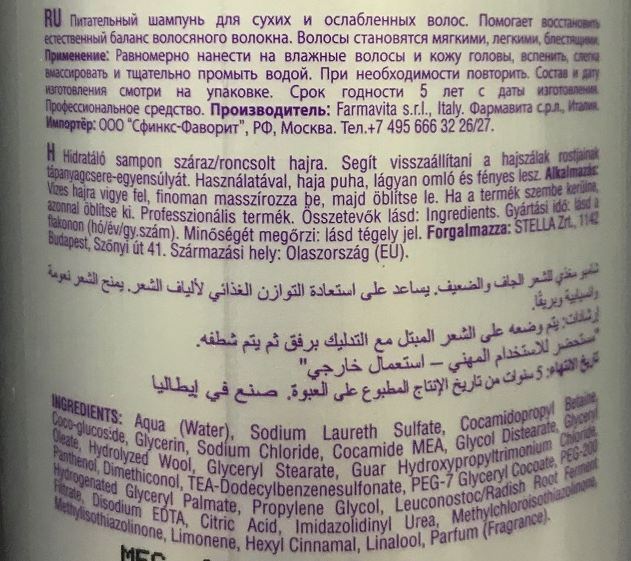 RU Питательный шампунь для сухих и ослабленных волос. Помогает восстановить
естественный баланс волосяного волокна. Волосы становятся мягкими, легкими, блестящими.
Применение: Равномерно нанести на влажные волосы и кожу головы, вспенить, слегка
вмассировать и тщательно промыть водой. При необходимости повторить. Состав и дату
изготовления смотри на упаковке. Срок годности 5 лет с даты изготовления.
Профессиональное средство. Производитель: Farmavita s.r.l., Italy. Фармавита с.р.л., Италия.
Импортёр: ООО "Сфинкс-Фаворит", РФ, Москва. Тел.+7 495 666 32 26/27.
H Hidratáló sampon száraz/roncsolt hajra. Segít visszaállítani a hajszálak rostjainak
tápanyagcsere-egyensúlyát. Használatával, haja puha, lágyan omló és fényes lesz. Alkalmazás:
Vizes hajra vigye fel, finoman masszírozza be, majd öblítse le. Ha a termék szembe kerülne,
azonnal öblítse ki. Professzionális termék. Összetevők lásd: Ingredients. Gyártási idő: lásd a
flakonon (hó/év/gy.szám). Minőségét megőrzi: lásd tégely jel. Forgalmazza: STELLA Zrt., 1142
Budapest, Szőnyi út 41. Származási hely: Olaszország (EU).
شامبو مغذي للشعر الجاف والضعيف. يساعد على استعادة التوازن الغذائي لألياف الشعر. يمنح الشعر نعومة
وانسيابية وبريقًا.
إرشادات: يتم وضعه على الشعر المبتل مع التدليك برفق ثم يتم شطفه.
"مستحضر للاستخدام المهني – استعمال خارجي"
تاريخ الانتهاء: 5 سنوات من تاريخ الإنتاج المطبوع على العبوة. صنع في إيطاليا
INGREDIENTS: Aqua (Water), Sodium Laureth Sulfate, Cocamidopropyl Betaine,
Coco-glucoside, Glycerin, Sodium Chloride, Cocamide MEA, Glycol Distearate, Glyceryl
Oleate, Hydrolyzed Wool, Glyceryl Stearate, Guar Hydroxypropyltrimonium Chloride,
Panthenol, Dimethiconol, TEA-Dodecylbenzenesulfonate, PEG-7 Glyceryl Cocoate, PEG-200
Hydrogenated Glyceryl Palmate, Propylene Glycol, Leuconostoc/Radish Root Ferment
Filtrate, Disodium EDTA, Citric Acid, Imidazolidinyl Urea, Methylchloroisothiazolinone,
Methylisothiazolinone, Limonene, Hexyl Cinnamal, Linalool, Parfum (Fragrance).